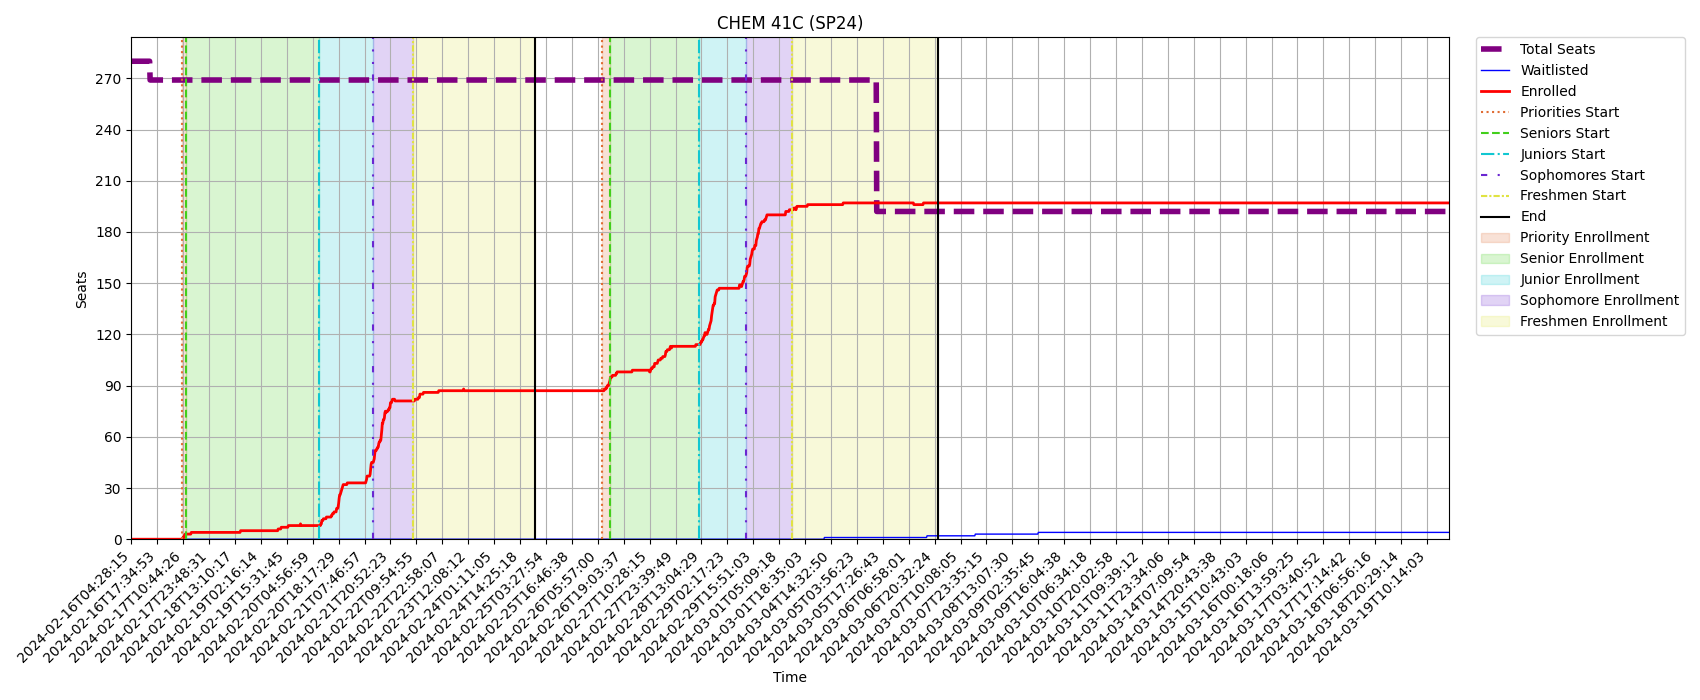 CHEM 41C (SP24)
Seats
270
240
210
180
150
120
90
60
30
0
2024-02-16T04:28:15
2024-02-16T17:34:53
2024-02-17T10:44:26
2024-02-17T23:48:31
2024-02-18T13:10:17
2024-02-19T02:16:14
2024-02-19T15:31:45
2024-02-20T04:56:59
2024-02-20T18:17:29
2024-02-21T07:46:57
2024-02-21T20:52:23
2024-02-22T09:54:55
2024-02-22T22:58:07
2024-02-23T12:08:12
2024-02-24T01:11:05
2024-02-24T14:25:18
2024-02-25T03:27:54
2024-02-25T16:46:38
2024-02-26T05:57:00
2024-02-26T19:03:37
2024-02-27T10:28:15
2024-02-27T23:39:49
2024-02-28T13:04:29
2024-02-29T02:17:23
2024-02-29T15:51:03
2024-03-01T05:09:18
2024-03-01T18:35:03
2024-03-04T14:32:50
2024-03-05T03:56:23
2024-03-05T17:26:43
2024-03-06T06:58:01
2024-03-06T20:32:24
2024-03-07T10:08:05
2024-03-07T23:35:15
2024-03-08T13:07:30
2024-03-09T02:35:45
2024-03-09T16:04:38
2024-03-10T06:34:18
2024-03-10T20:02:58
2024-03-11T09:39:12
2024-03-11T23:34:06
2024-03-14T07:09:54
2024-03-14T20:43:38
2024-03-15T10:43:03
2024-03-16T00:18:06
2024-03-16T13:59:25
2024-03-17T03:40:52
2024-03-17T17:14:42
2024-03-18T06:56:16
2024-03-18T20:29:14
2024-03-19T10:14:03
Time
Total Seats
Waitlisted
Enrolled
Priorities Start
Seniors Start
Juniors Start
Sophomores Start
Freshmen Start
End
Priority Enrollment
Senior Enrollment
Junior Enrollment
Sophomore Enrollment
Freshmen Enrollment